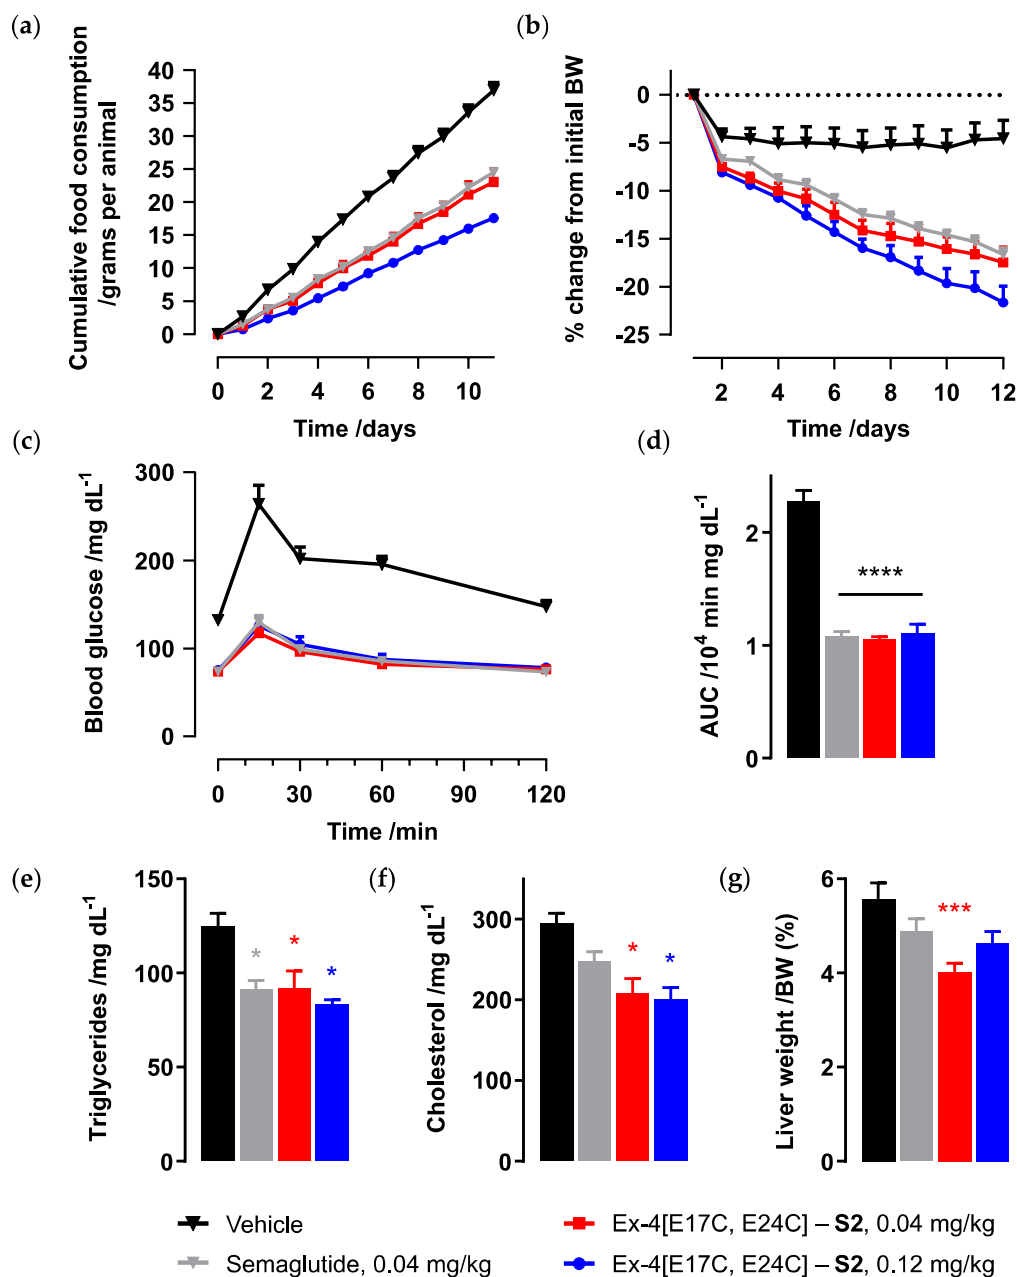 (a)
Cumulative food consumption
/grams per animal
40
35
30
25
20
15
10
5
0
0 2 4 6 8 10
Time /days
(b)
% change from initial BW
0
-5
-10
-15
-20
-25
2 4 6 8 10 12
Time /days
(c)
Blood glucose /mg dL⁻¹
300
200
100
0
0 30 60 90 120
Time /min
(d)
AUC /10⁴ min mg dL⁻¹
2
1
0
****
(e)
Triglycerides /mg dL⁻¹
150
100
50
0
* * *
(f)
Cholesterol /mg dL⁻¹
300
200
100
0
* *
(g)
Liver weight /BW (%)
6
4
2
0
***
Vehicle
Semaglutide, 0.04 mg/kg
Ex-4[E17C, E24C] – S2, 0.04 mg/kg
Ex-4[E17C, E24C] – S2, 0.12 mg/kg